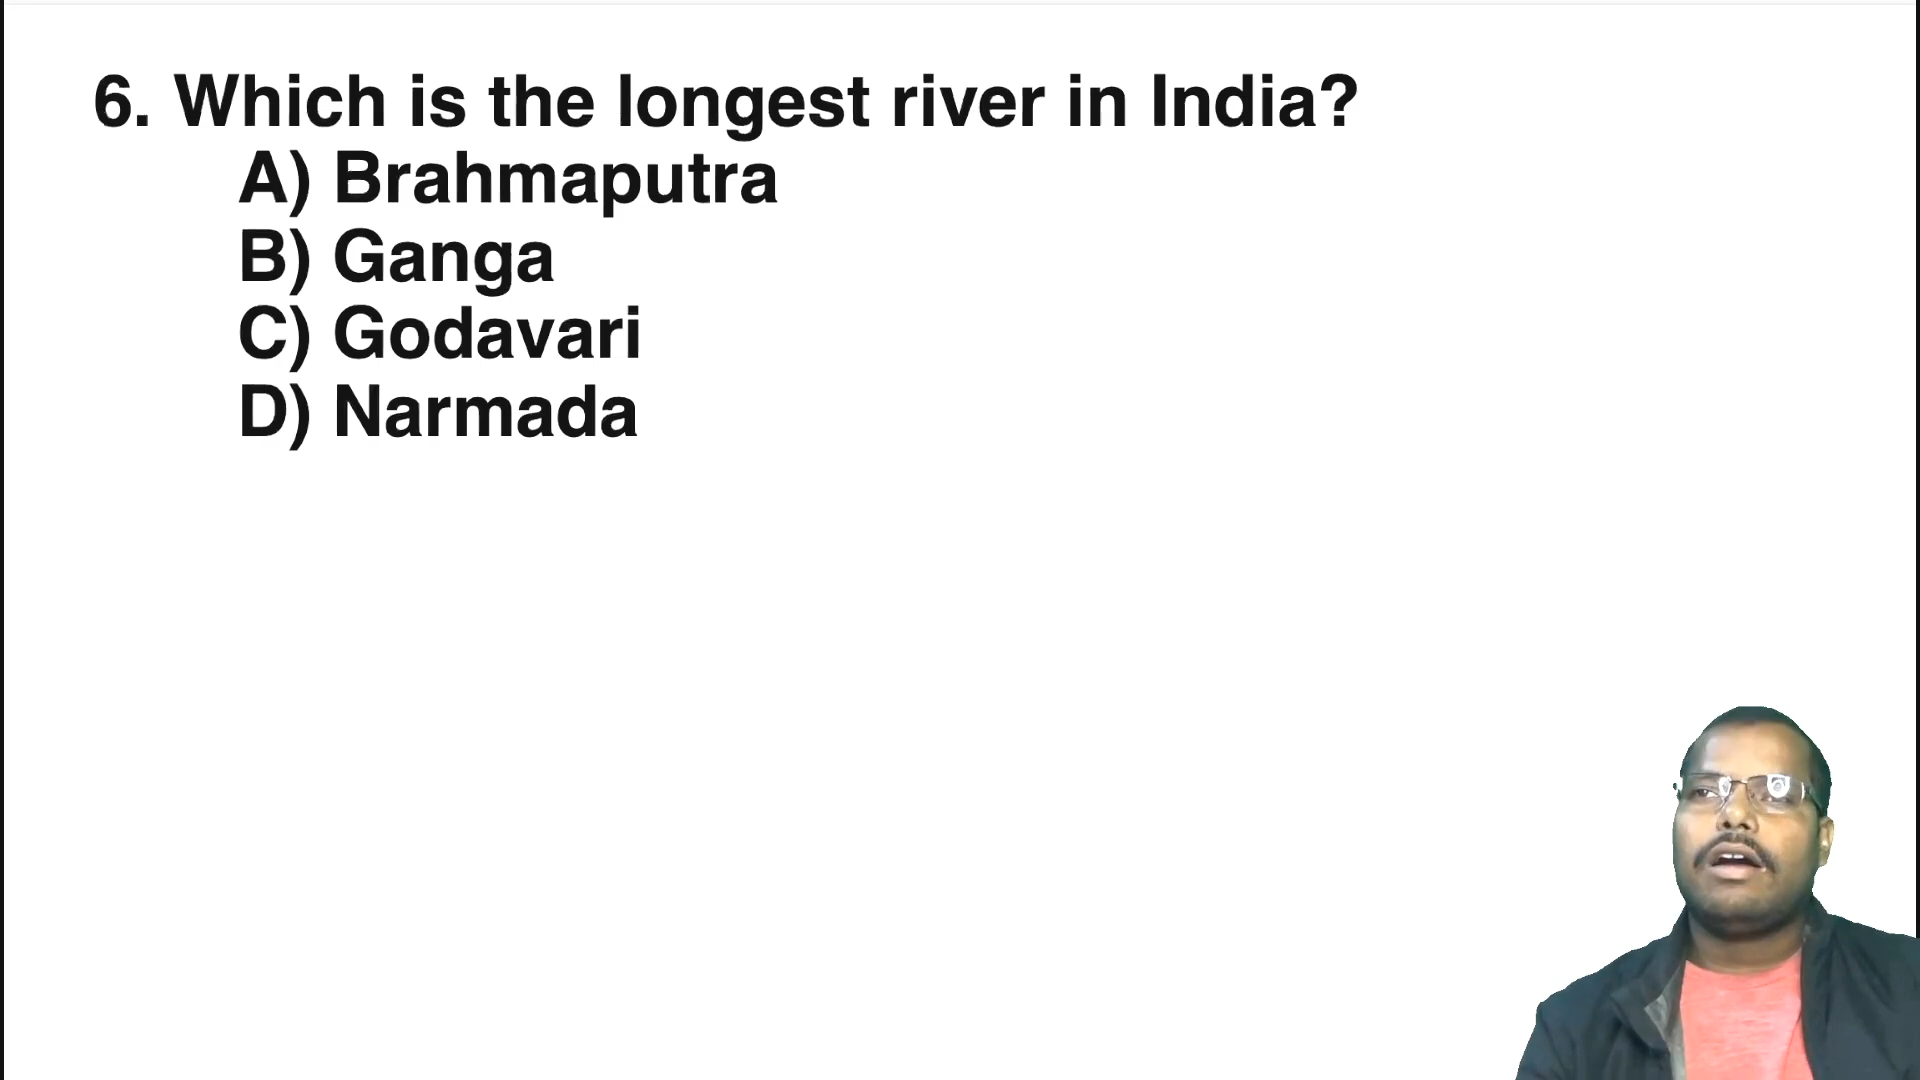 6. Which is the longest river in India?
A) Brahmaputra
B) Ganga
C) Godavari
D) Narmada